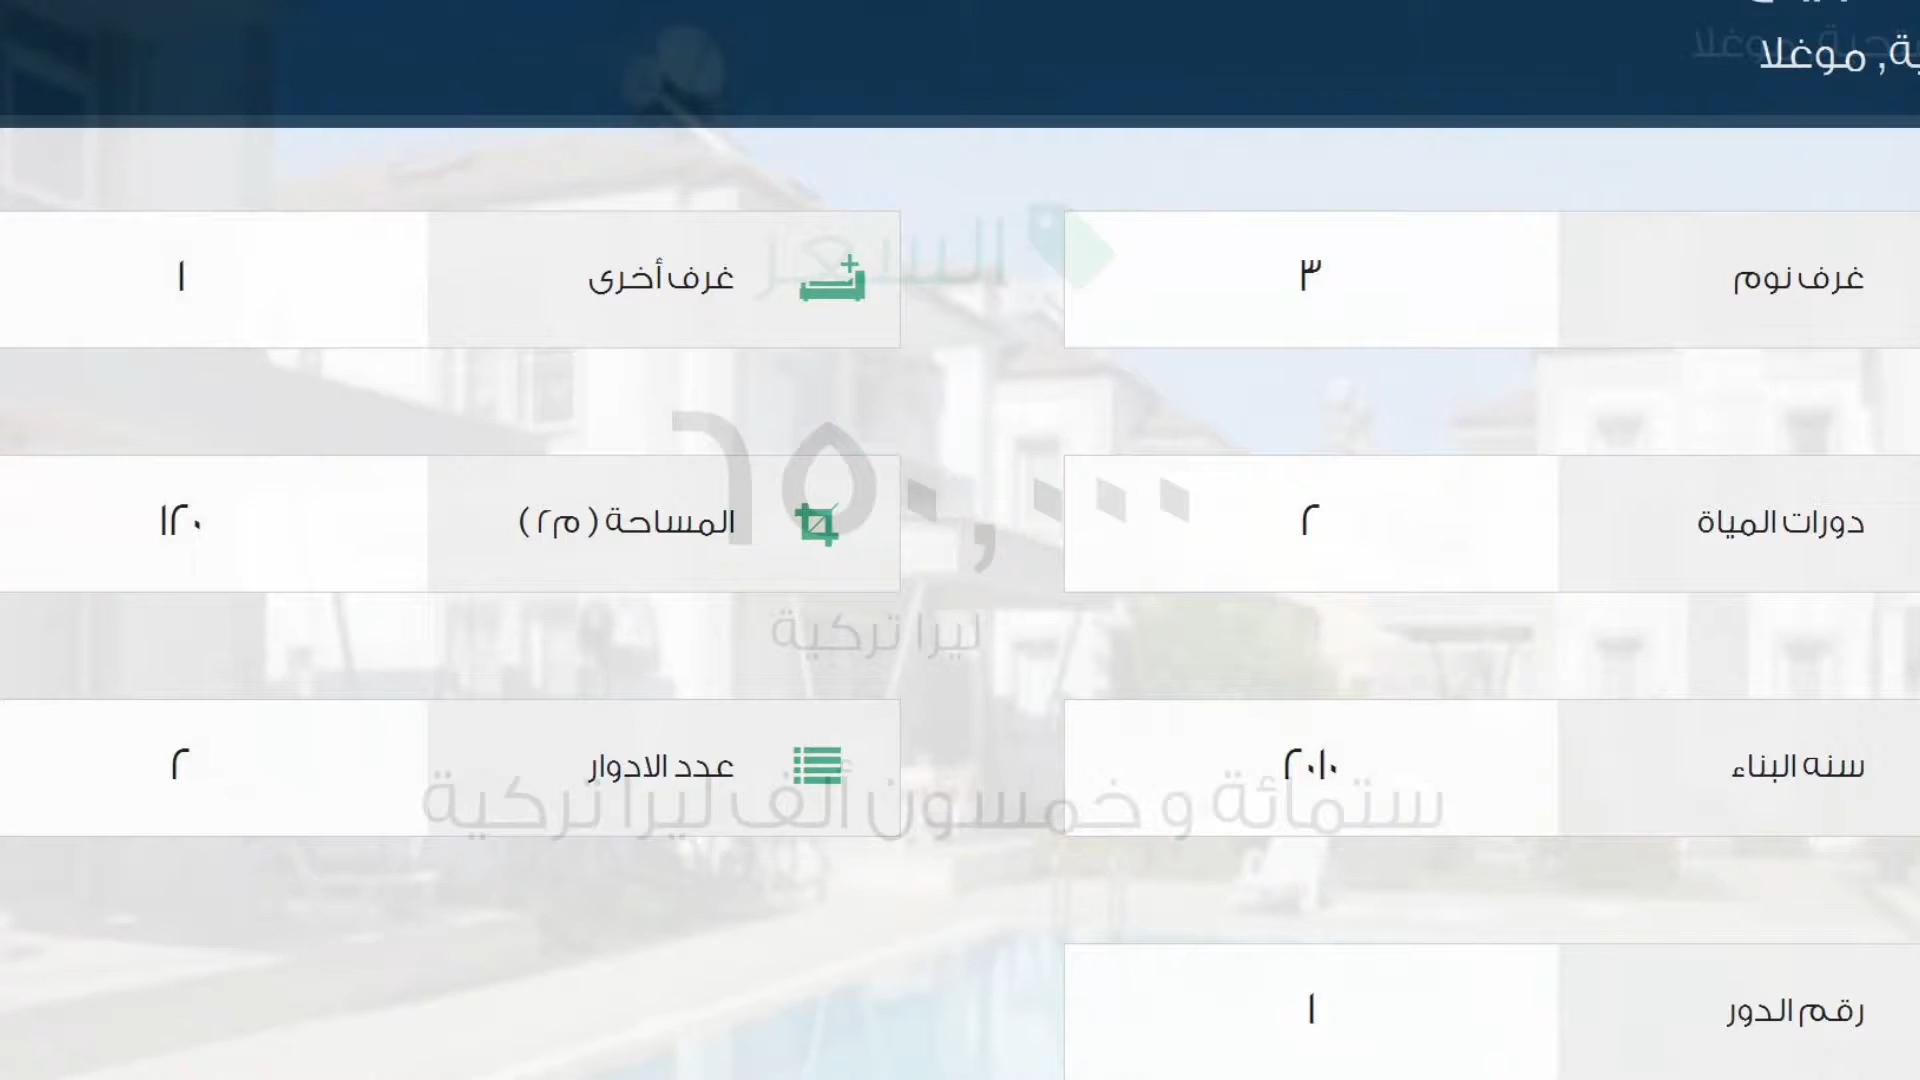 موغلا
غرف نوم
٣
غرف أخرى
١
السعر
دورات المياة
٢
المساحة ( م٢ )
١٢٠
٦٥٠,٠٠٠
ليرا تركية
سنه البناء
٢٠١٠
عدد الادوار
٢
ستمائة و خمسون ألف ليرا تركية
رقم الدور
١